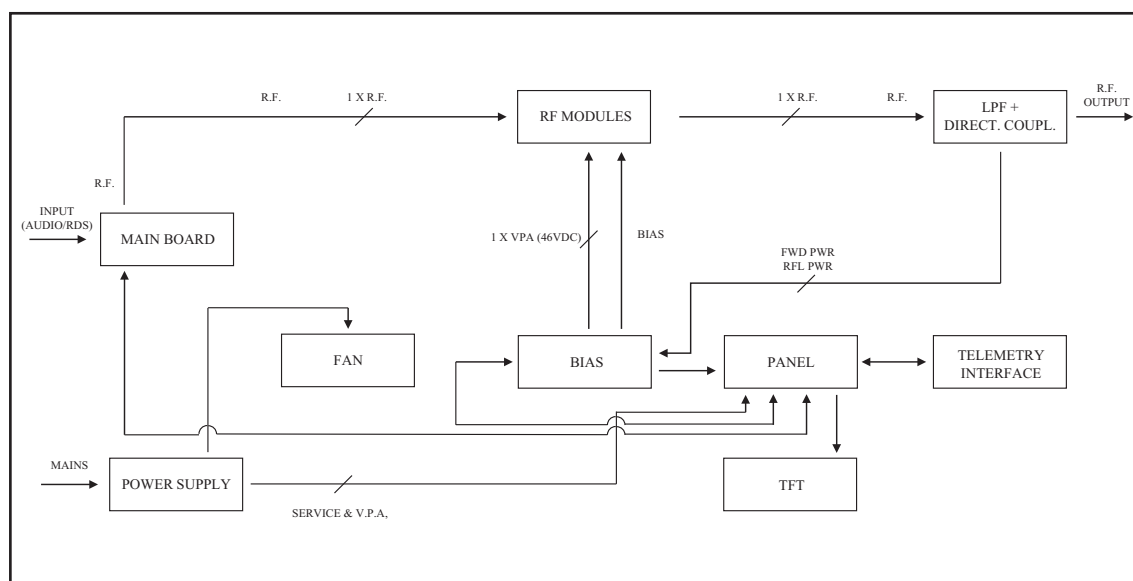 R.F.
1 X R.F.
RF MODULES
1 X R.F.
R.F.
LPF +
DIRECT. COUPL.
R.F.
OUTPUT
R.F.
INPUT
(AUDIO/RDS)
MAIN BOARD
1 X VPA (46VDC)
BIAS
FWD PWR
RFL PWR
FAN
BIAS
PANEL
TELEMETRY
INTERFACE
MAINS
POWER SUPPLY
TFT
SERVICE & V.P.A,